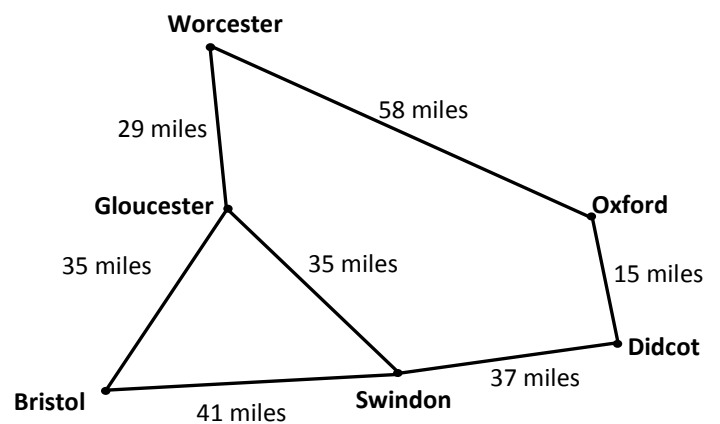 Worcester
58 miles
29 miles
Gloucester
Oxford
35 miles
35 miles
15 miles
Didcot
37 miles
Bristol
41 miles
Swindon